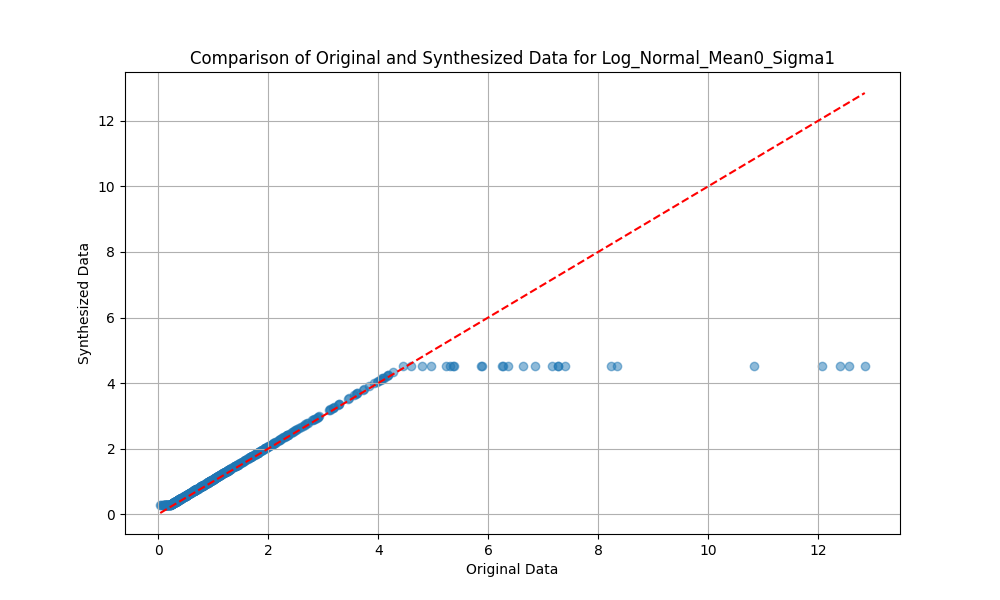 Comparison of Original and Synthesized Data for Log_Normal_Mean0_Sigma1
12
10
8
6
4
2
0
Synthesized Data
0 2 4 6 8 10 12
Original Data